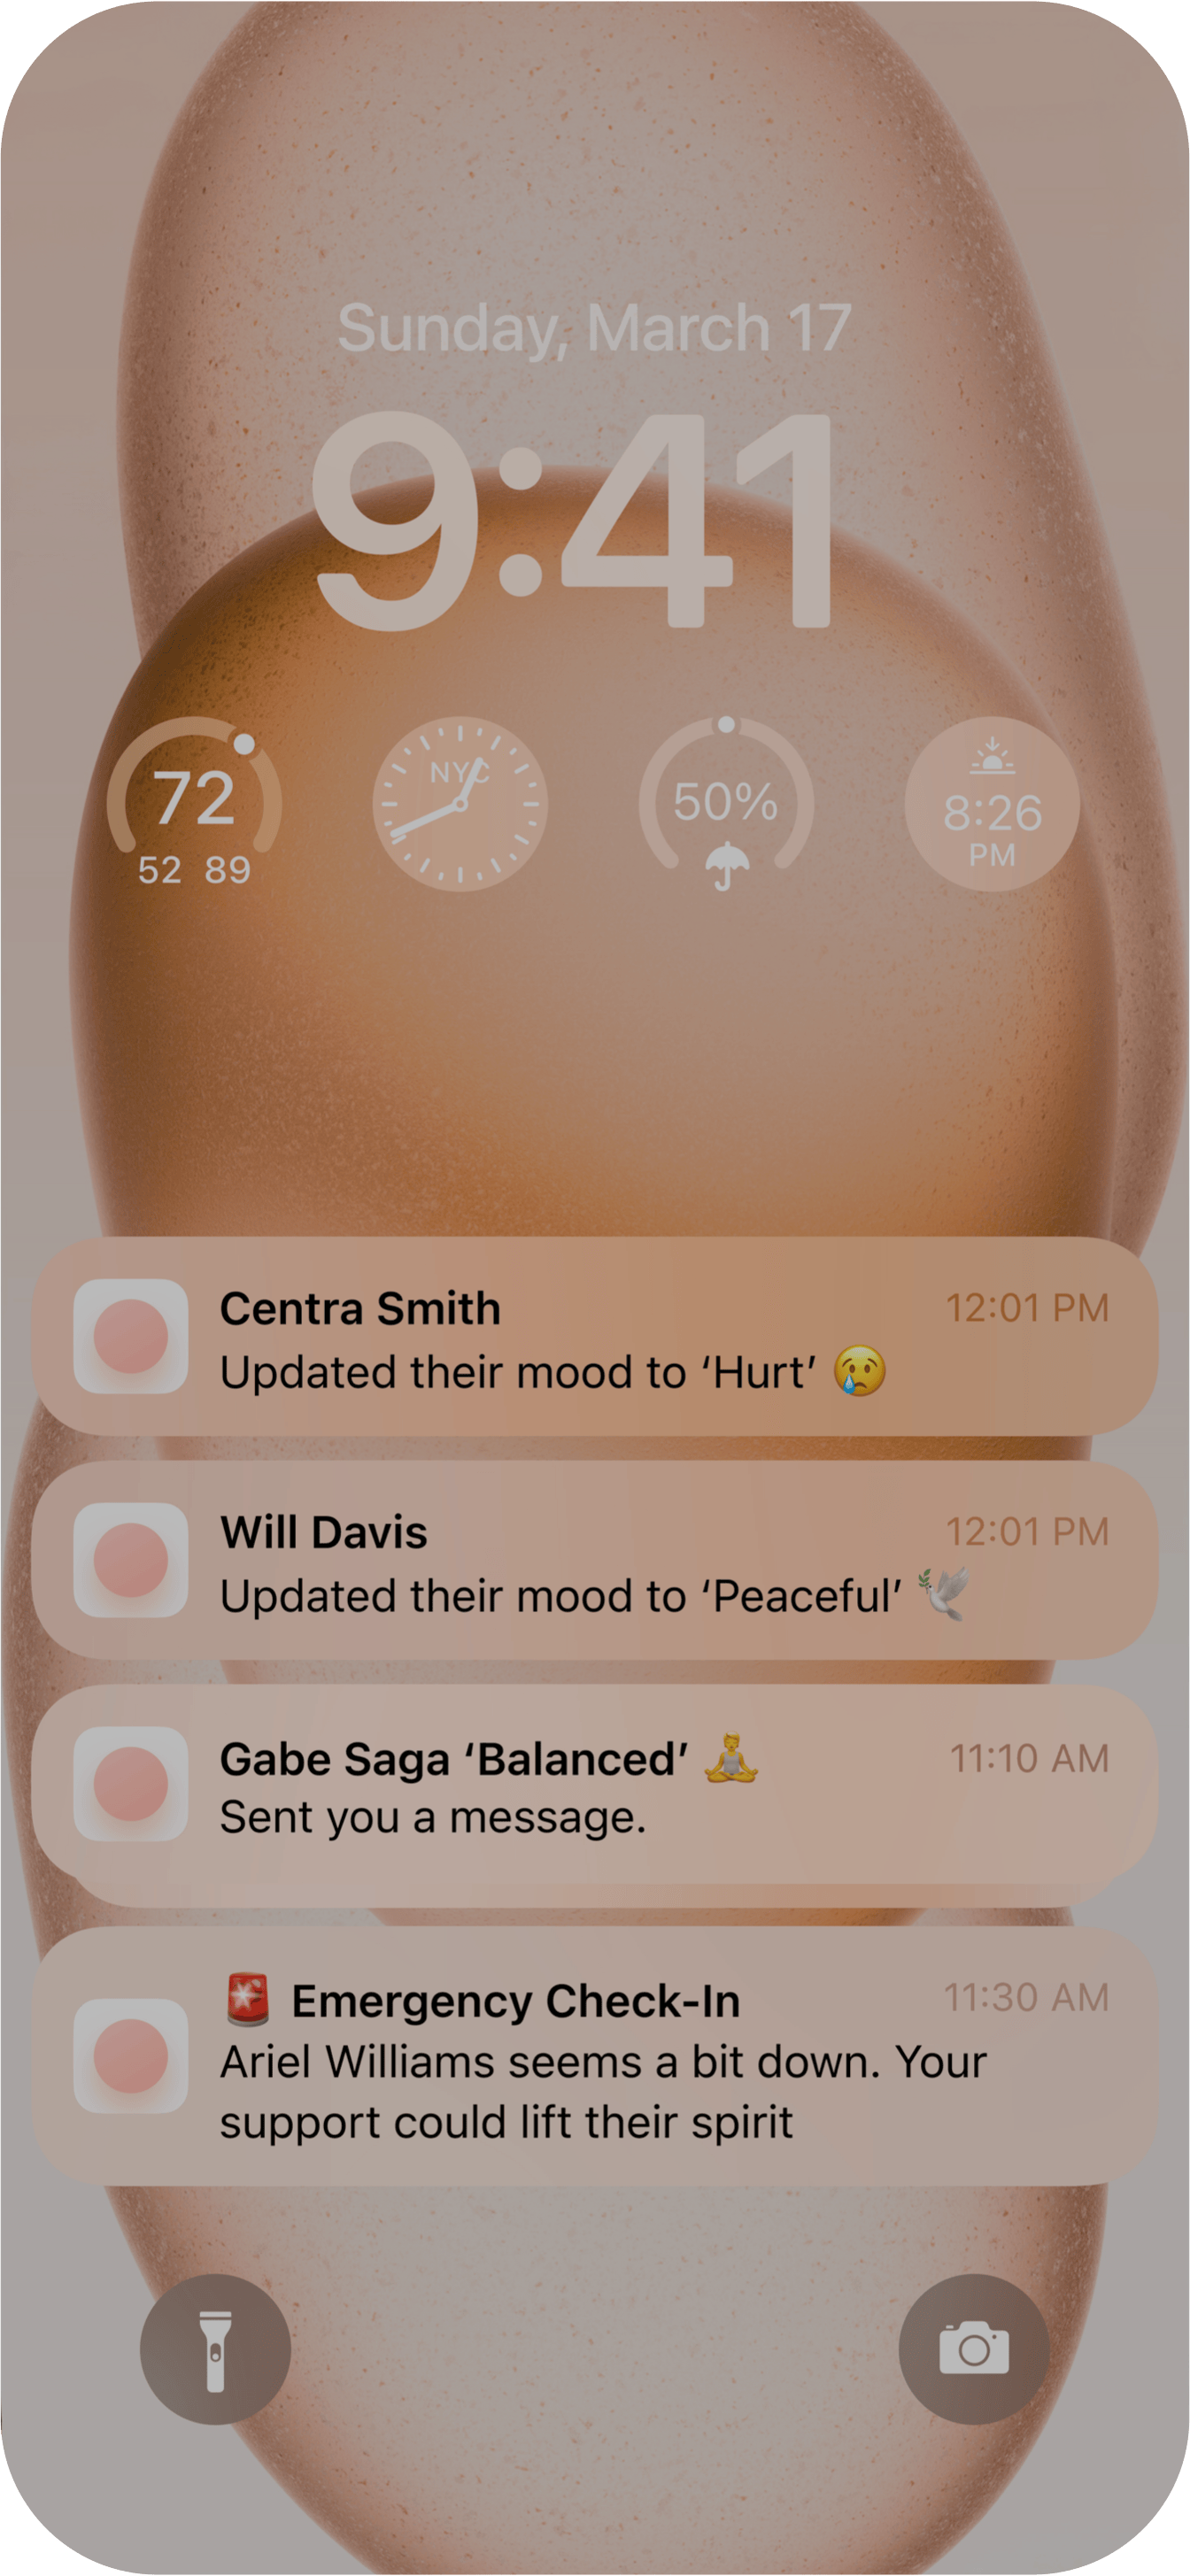 Sunday, March 17
9:41
72
52 89
NYC
50%
8:26
PM
Centra Smith
12:01 PM
Updated their mood to ‘Hurt’ 😢
Will Davis
12:01 PM
Updated their mood to ‘Peaceful’ 🕊️
Gabe Saga ‘Balanced’ 🧘
11:10 AM
Sent you a message.
🚨 Emergency Check-In
11:30 AM
Ariel Williams seems a bit down. Your
support could lift their spirit